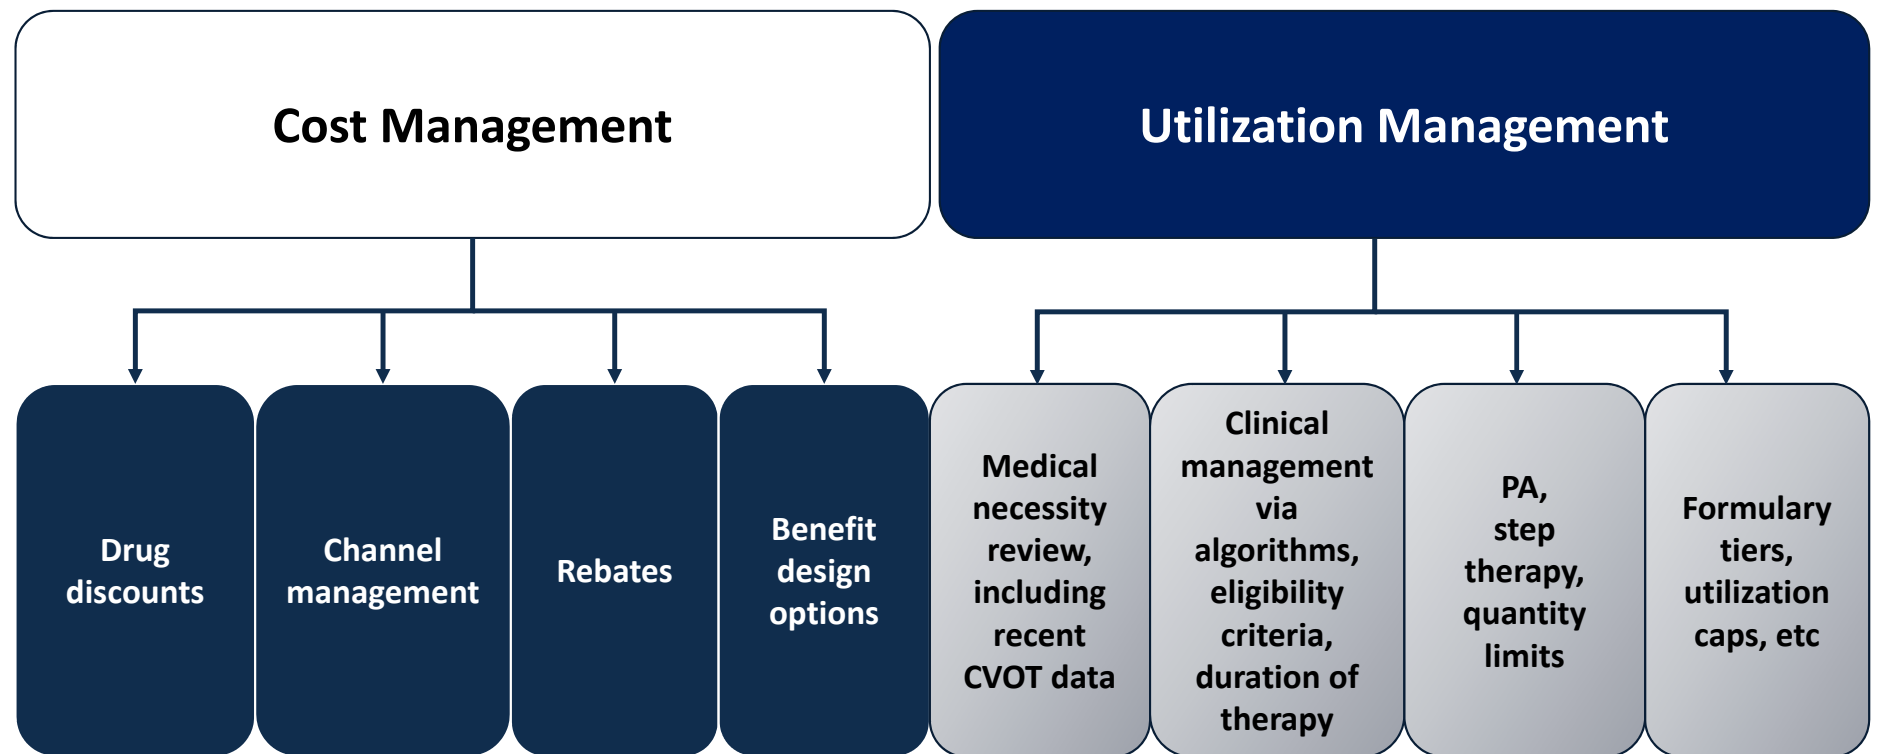 Cost Management
Utilization Management
Drug
discounts
Channel
management
Rebates
Benefit
design
options
Medical
necessity
review,
including
recent
CVOT data
Clinical
management
via
algorithms,
eligibility
criteria,
duration of
therapy
PA,
step
therapy,
quantity
limits
Formulary
tiers,
utilization
caps, etc